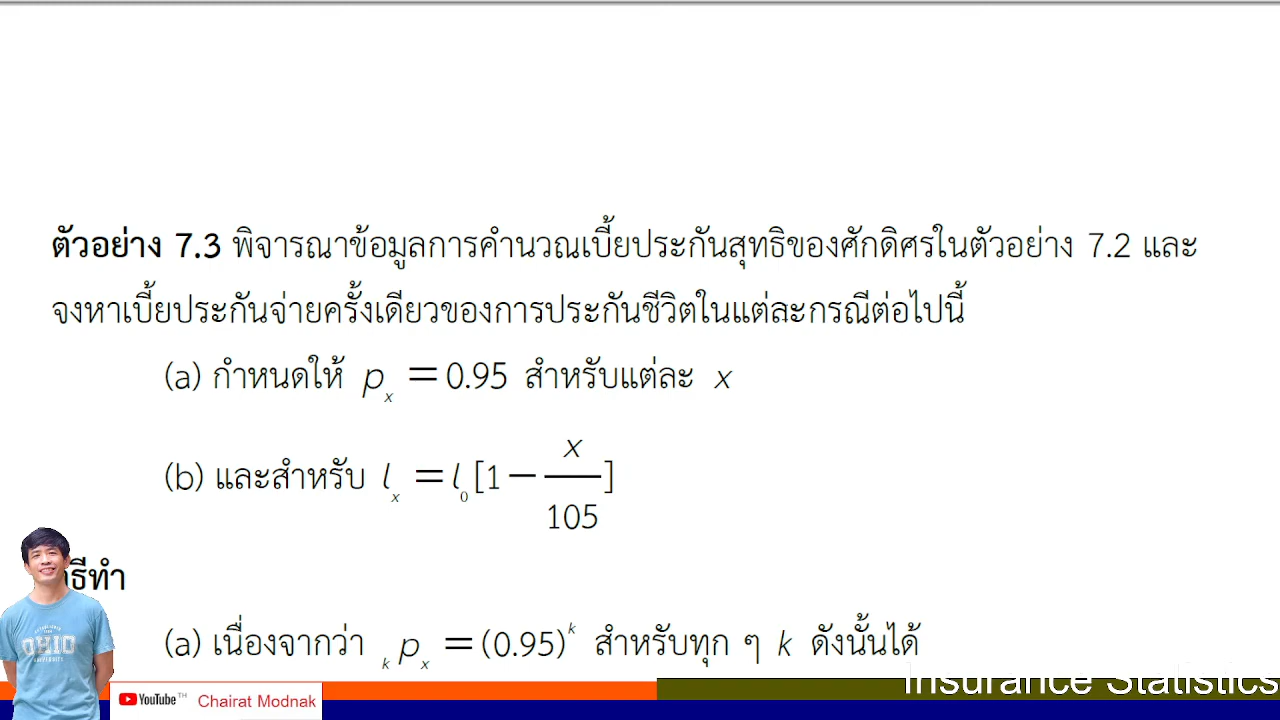 ตัวอย่าง 7.3 พิจารณาข้อมูลการคำนวณเบี้ยประกันสุทธิของศักดิศรในตัวอย่าง 7.2 และ
จงหาเบี้ยประกันจ่ายครั้งเดียวของการประกันชีวิตในแต่ละกรณีต่อไปนี้
(a) กำหนดให้ pₓ = 0.95 สำหรับแต่ละ x
(b) และสำหรับ lₓ = l₀[1 − x/105]
วิธีทำ
(a) เนื่องจากว่า ₖpₓ = (0.95)ᵏ สำหรับทุก ๆ k ดังนั้นได้
OHIO
Insurance Statistics
YouTube TH Chairat Modnak